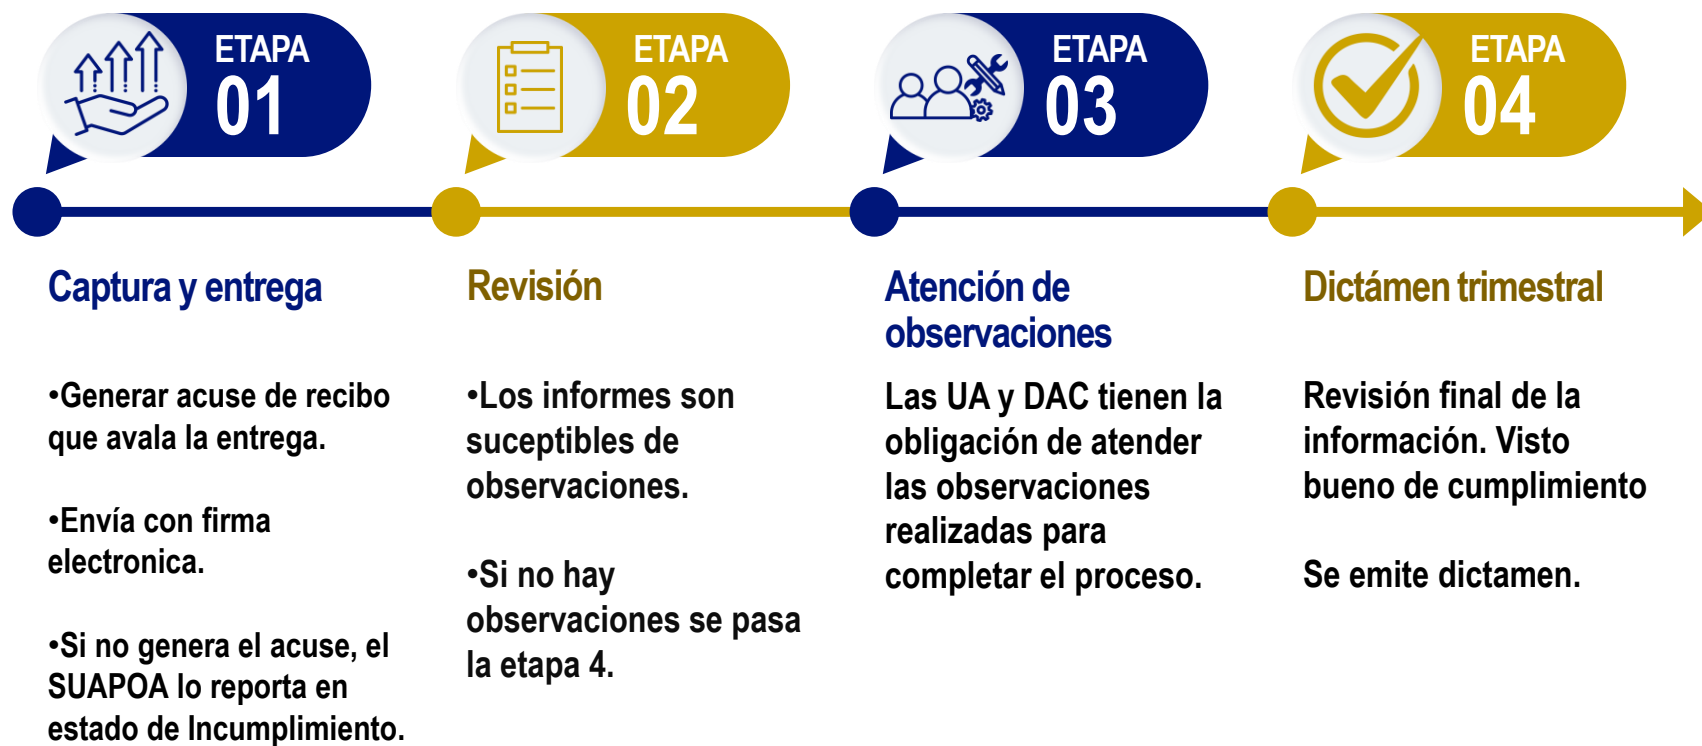 ETAPA
01
ETAPA
02
ETAPA
03
ETAPA
04
Captura y entrega
•Generar acuse de recibo
que avala la entrega.
•Envía con firma
electronica.
•Si no genera el acuse, el
SUAPOA lo reporta en
estado de Incumplimiento.
Revisión
•Los informes son
suceptibles de
observaciones.
•Si no hay
observaciones se pasa
la etapa 4.
Atención de
observaciones
Las UA y DAC tienen la
obligación de atender
las observaciones
realizadas para
completar el proceso.
Dictámen trimestral
Revisión final de la
información. Visto
bueno de cumplimiento
Se emite dictamen.